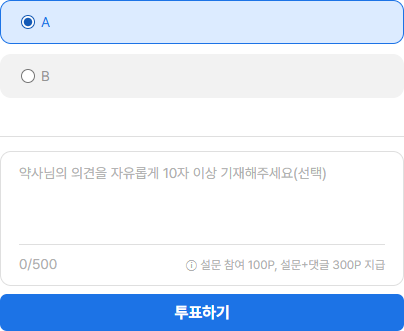 A
B
약사님의 의견을 자유롭게 10자 이상 기재해주세요(선택)
0/500
ⓘ 설문 참여 100P, 설문+댓글 300P 지급
투표하기